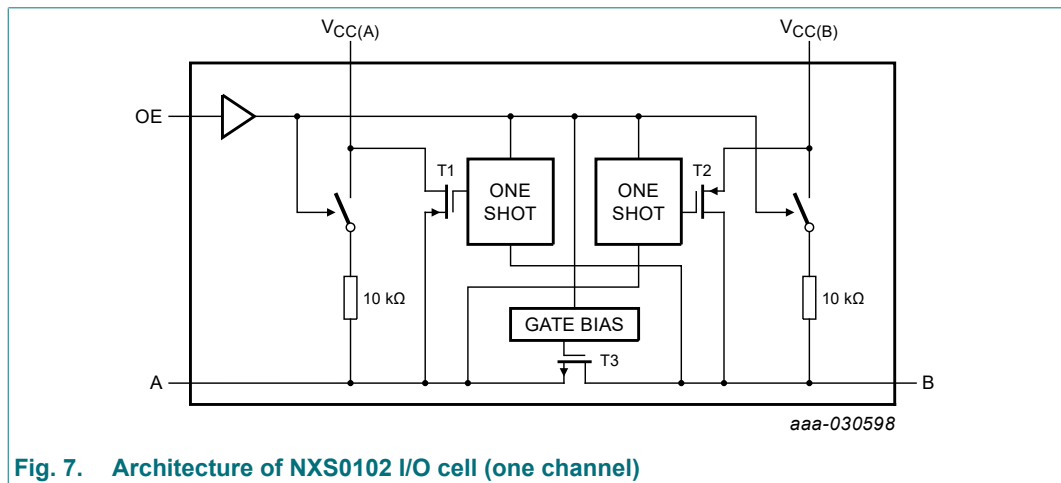 VCC(A)
VCC(B)
OE
T1
ONE
SHOT
ONE
SHOT
T2
10 kΩ
10 kΩ
GATE BIAS
T3
A
B
aaa-030598
Fig. 7. Architecture of NXS0102 I/O cell (one channel)